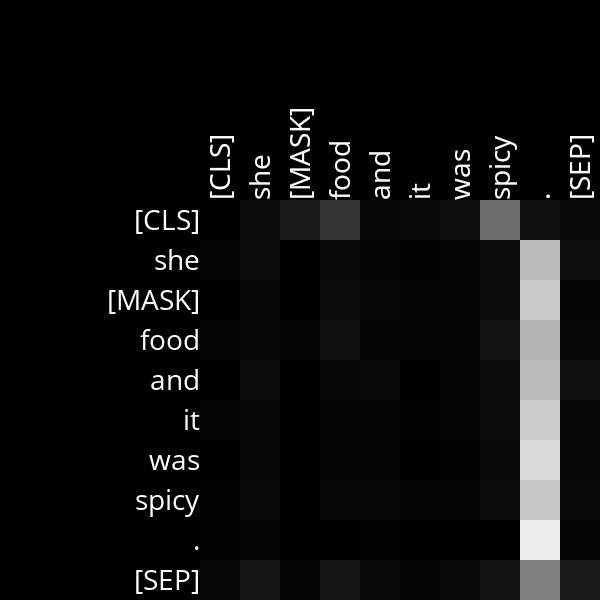 [CLS] she [MASK] food and it was spicy . [SEP]
[CLS]
she
[MASK]
food
and
it
was
spicy
.
[SEP]